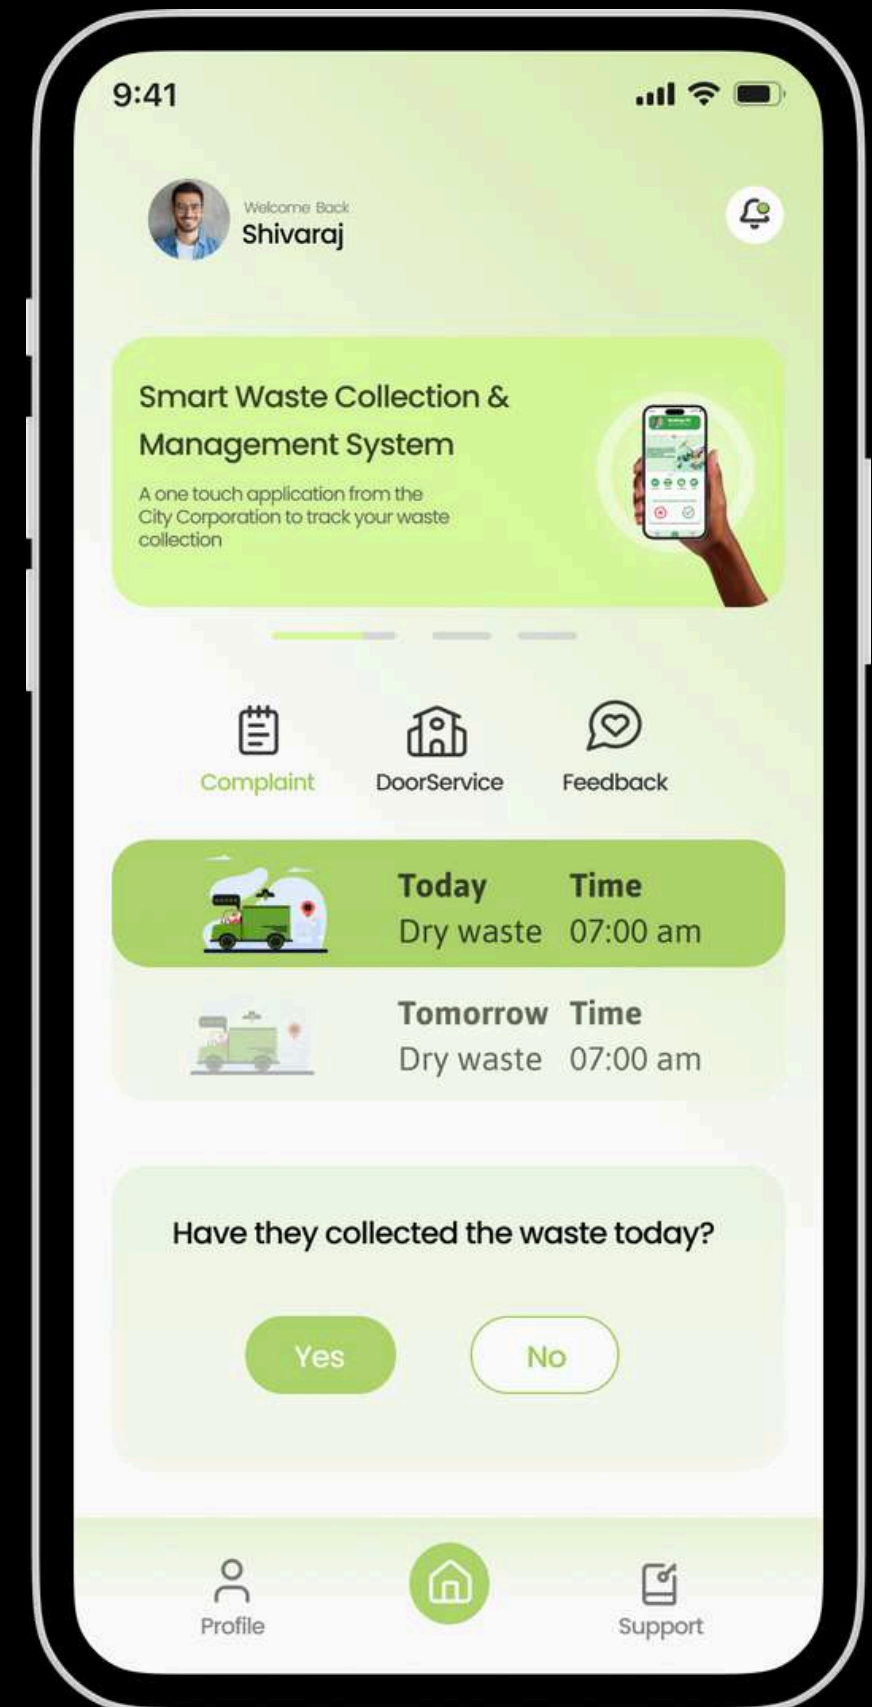 9:41
Welcome Back
Shivaraj
Smart Waste Collection &
Management System
A one touch application from the
City Corporation to track your waste
collection
Complaint DoorService Feedback
Today Time
Dry waste 07:00 am
Tomorrow Time
Dry waste 07:00 am
Have they collected the waste today?
Yes No
Profile Support